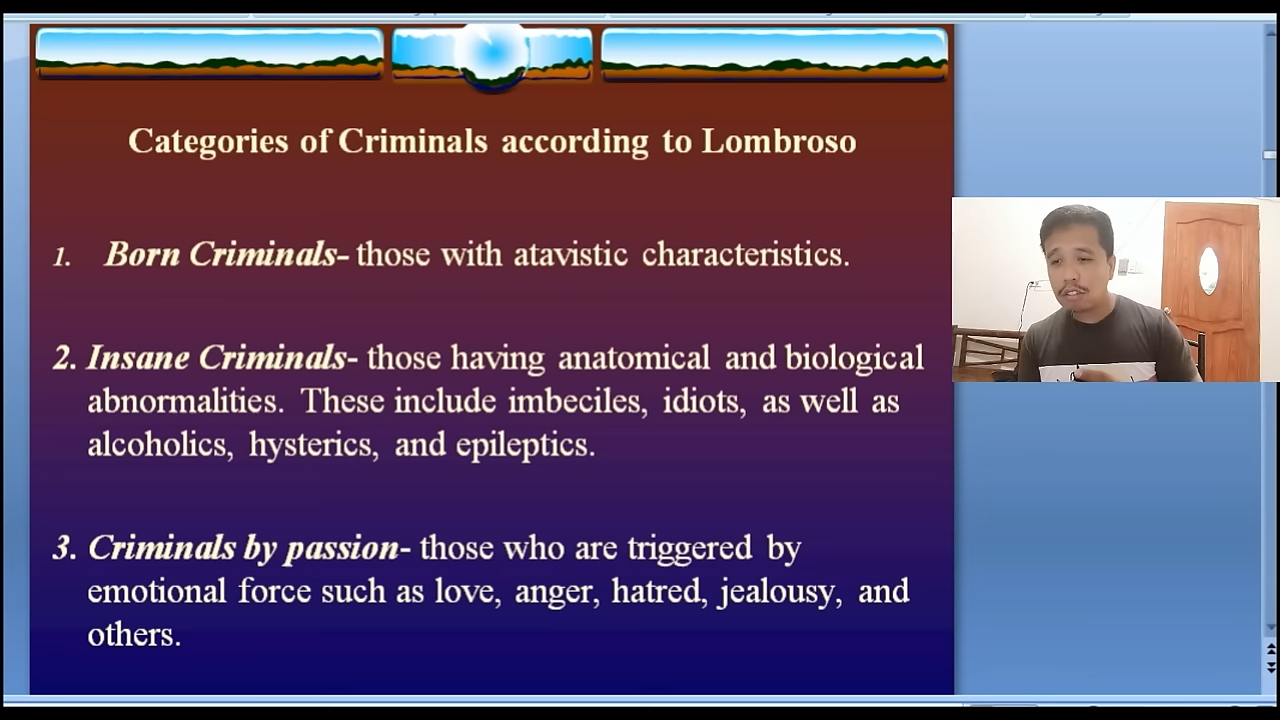 Categories of Criminals according to Lombroso
1. Born Criminals- those with atavistic characteristics.
2. Insane Criminals- those having anatomical and biological
abnormalities. These include imbeciles, idiots, as well as
alcoholics, hysterics, and epileptics.
3. Criminals by passion- those who are triggered by
emotional force such as love, anger, hatred, jealousy, and
others.